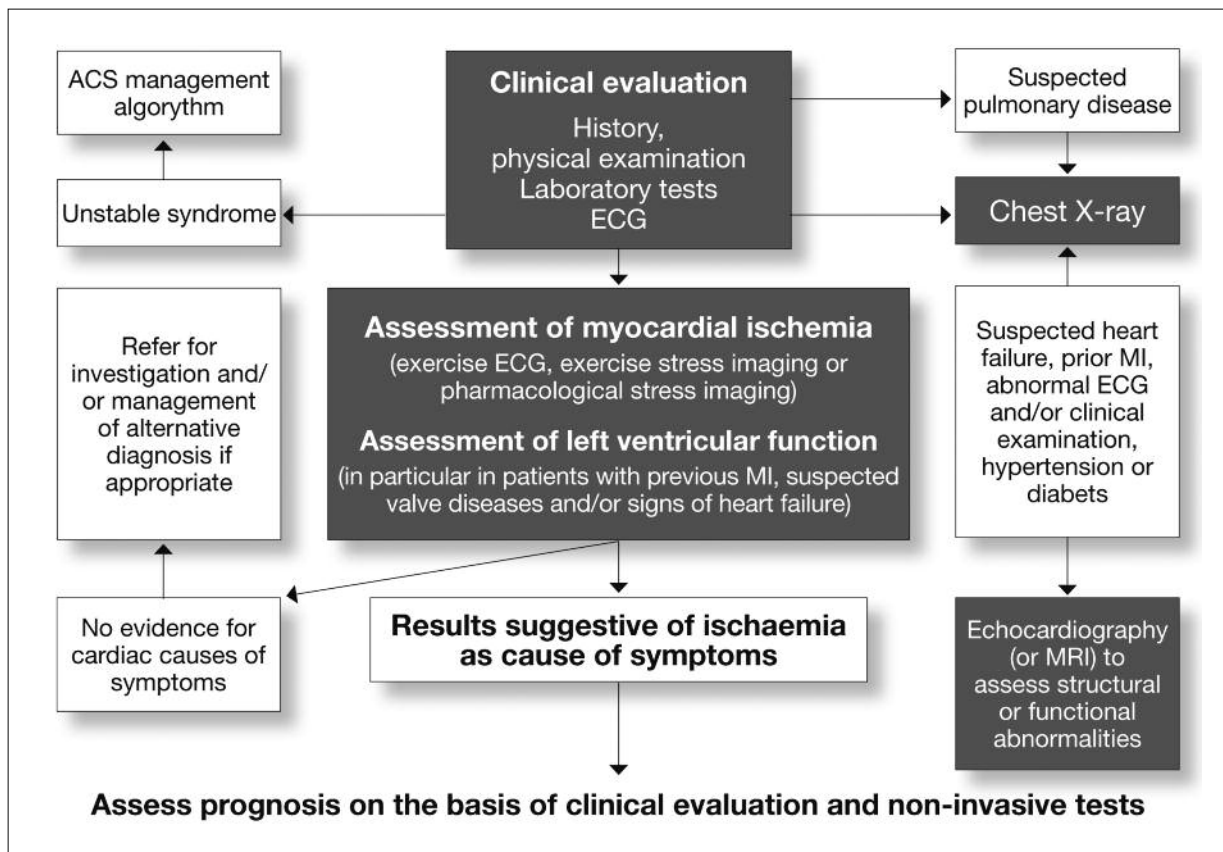 ACS management
algorythm
Unstable syndrome
Clinical evaluation
History,
physical examination
Laboratory tests
ECG
Suspected
pulmonary disease
Chest X-ray
Refer for
investigation and/
or management
of alternative
diagnosis if
appropriate
Assessment of myocardial ischemia
(exercise ECG, exercise stress imaging or
pharmacological stress imaging)
Assessment of left ventricular function
(in particular in patients with previous MI, suspected
valve diseases and/or signs of heart failure)
Suspected heart
failure, prior MI,
abnormal ECG
and/or clinical
examination,
hypertension or
diabets
No evidence for
cardiac causes of
symptoms
Results suggestive of ischaemia
as cause of symptoms
Echocardiography
(or MRI) to
assess structural
or functional
abnormalities
Assess prognosis on the basis of clinical evaluation and non-invasive tests